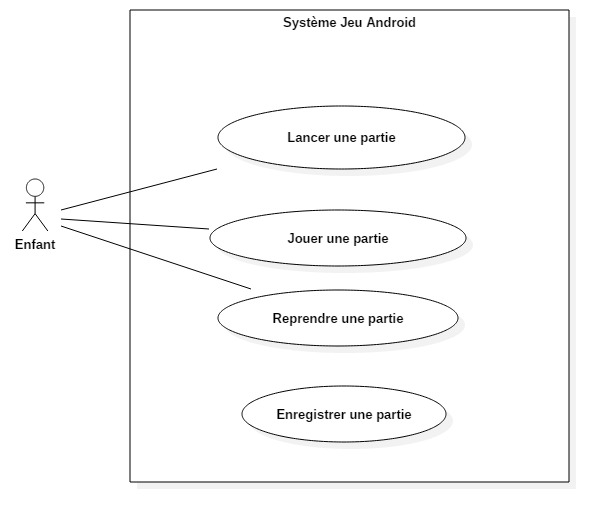 Système Jeu Android
Lancer une partie
Enfant
Jouer une partie
Reprendre une partie
Enregistrer une partie